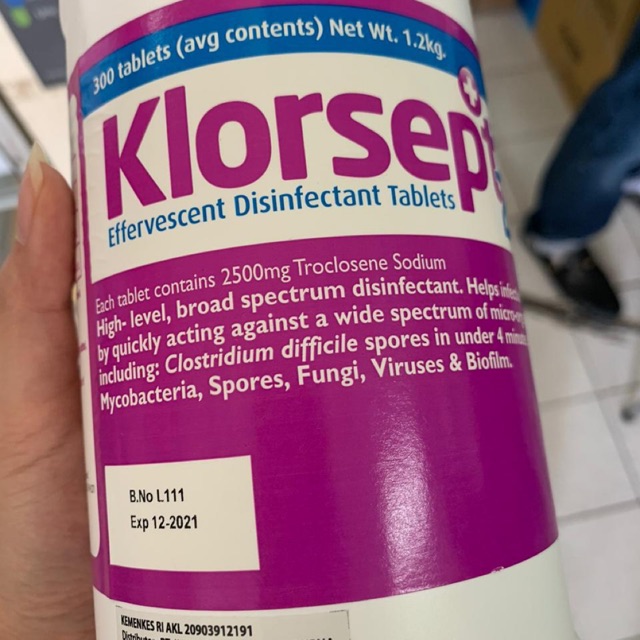 300 tablets (avg contents) Net Wt. 1.2kg.
Klorsept
Effervescent Disinfectant Tablets
Each tablet contains 2500mg Troclosene Sodium
High- level, broad spectrum disinfectant. Helps
by quickly acting against a wide spectrum of
including: Clostridium difficile spores in under 4
Mycobacteria, Spores, Fungi, Viruses & Biofilm.
B.No L111
Exp 12-2021
KEMENKES RI AKL 20903912191